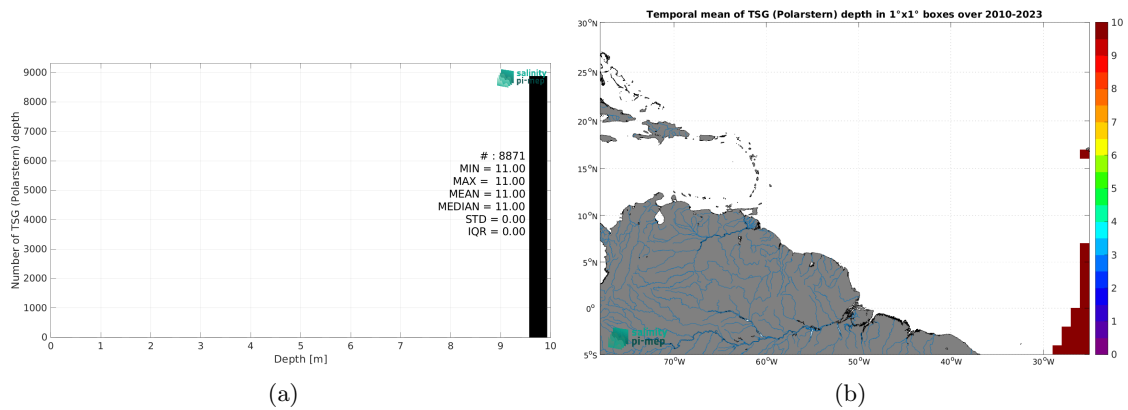 9000
8000
7000
6000
5000
4000
3000
2000
1000
0
Number of TSG (Polarstern) depth
salinity
pi-mep
# : 8871
MIN = 11.00
MAX = 11.00
MEAN = 11.00
MEDIAN = 11.00
STD = 0.00
IQR = 0.00
0 1 2 3 4 5 6 7 8 9 10
Depth [m]
(a)
Temporal mean of TSG (Polarstern) depth in 1°x1° boxes over 2010-2023
30°N
25°N
20°N
15°N
10°N
5°N
0°
5°S
salinity
pi-mep
70°W 60°W 50°W 40°W 30°W
10
9
8
7
6
5
4
3
2
1
0
(b)